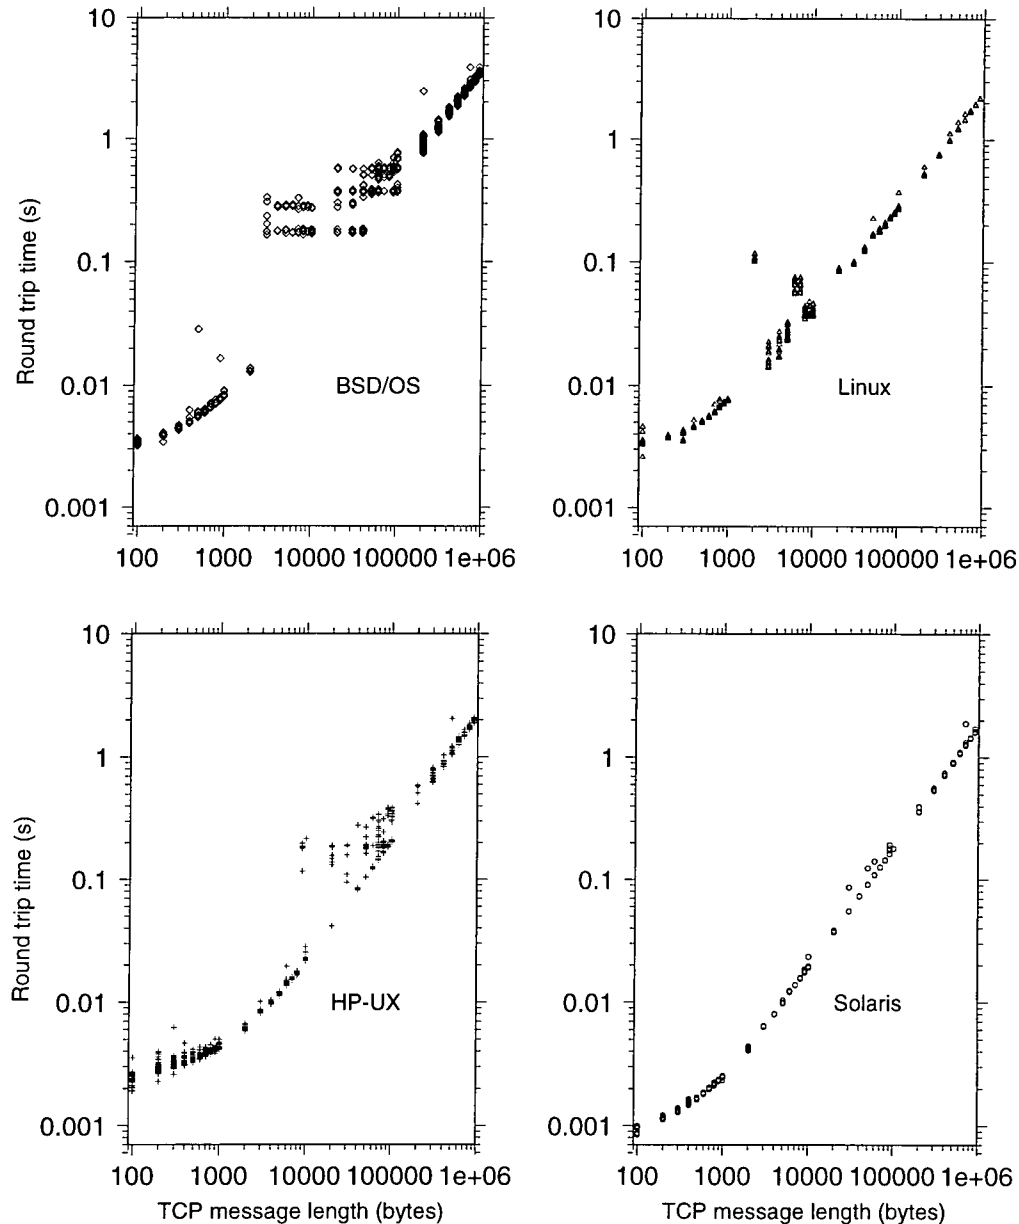 10
1
0.1
0.01
0.001
Round trip time (s)
BSD/OS
100 1000 10000 100000 1e+06
10
1
0.1
0.01
0.001
Linux
100 1000 10000 100000 1e+06
10
1
0.1
0.01
0.001
Round trip time (s)
HP-UX
100 1000 10000 100000 1e+06
TCP message length (bytes)
10
1
0.1
0.01
0.001
Solaris
100 1000 10000 100000 1e+06
TCP message length (bytes)